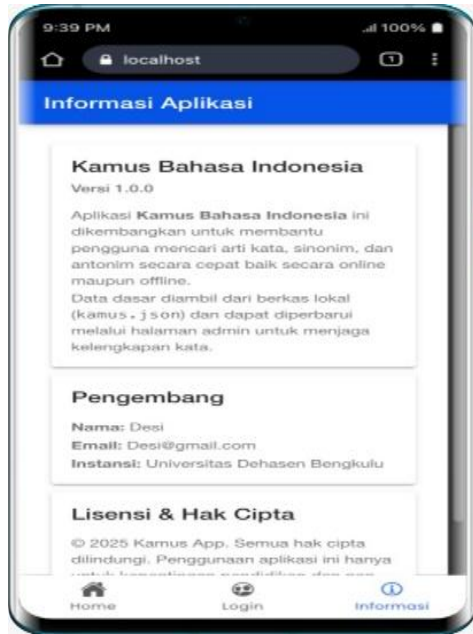 9:39 PM
100%
localhost
1
Informasi Aplikasi
Kamus Bahasa Indonesia
Versi 1.0.0
Aplikasi Kamus Bahasa Indonesia ini
dikembangkan untuk membantu
pengguna mencari arti kata, sinonim, dan
antonim secara cepat baik secara online
maupun offline.
Data dasar diambil dari berkas lokal
(kamus.json) dan dapat diperbarui
melalui halaman admin untuk menjaga
kelengkapan kata.
Pengembang
Nama: Desi
Email: Desi@gmail.com
Instansi: Universitas Dehasen Bengkulu
Lisensi & Hak Cipta
© 2025 Kamus App. Semua hak cipta
dilindungi. Penggunaan aplikasi ini hanya
Home
Login
Informasi